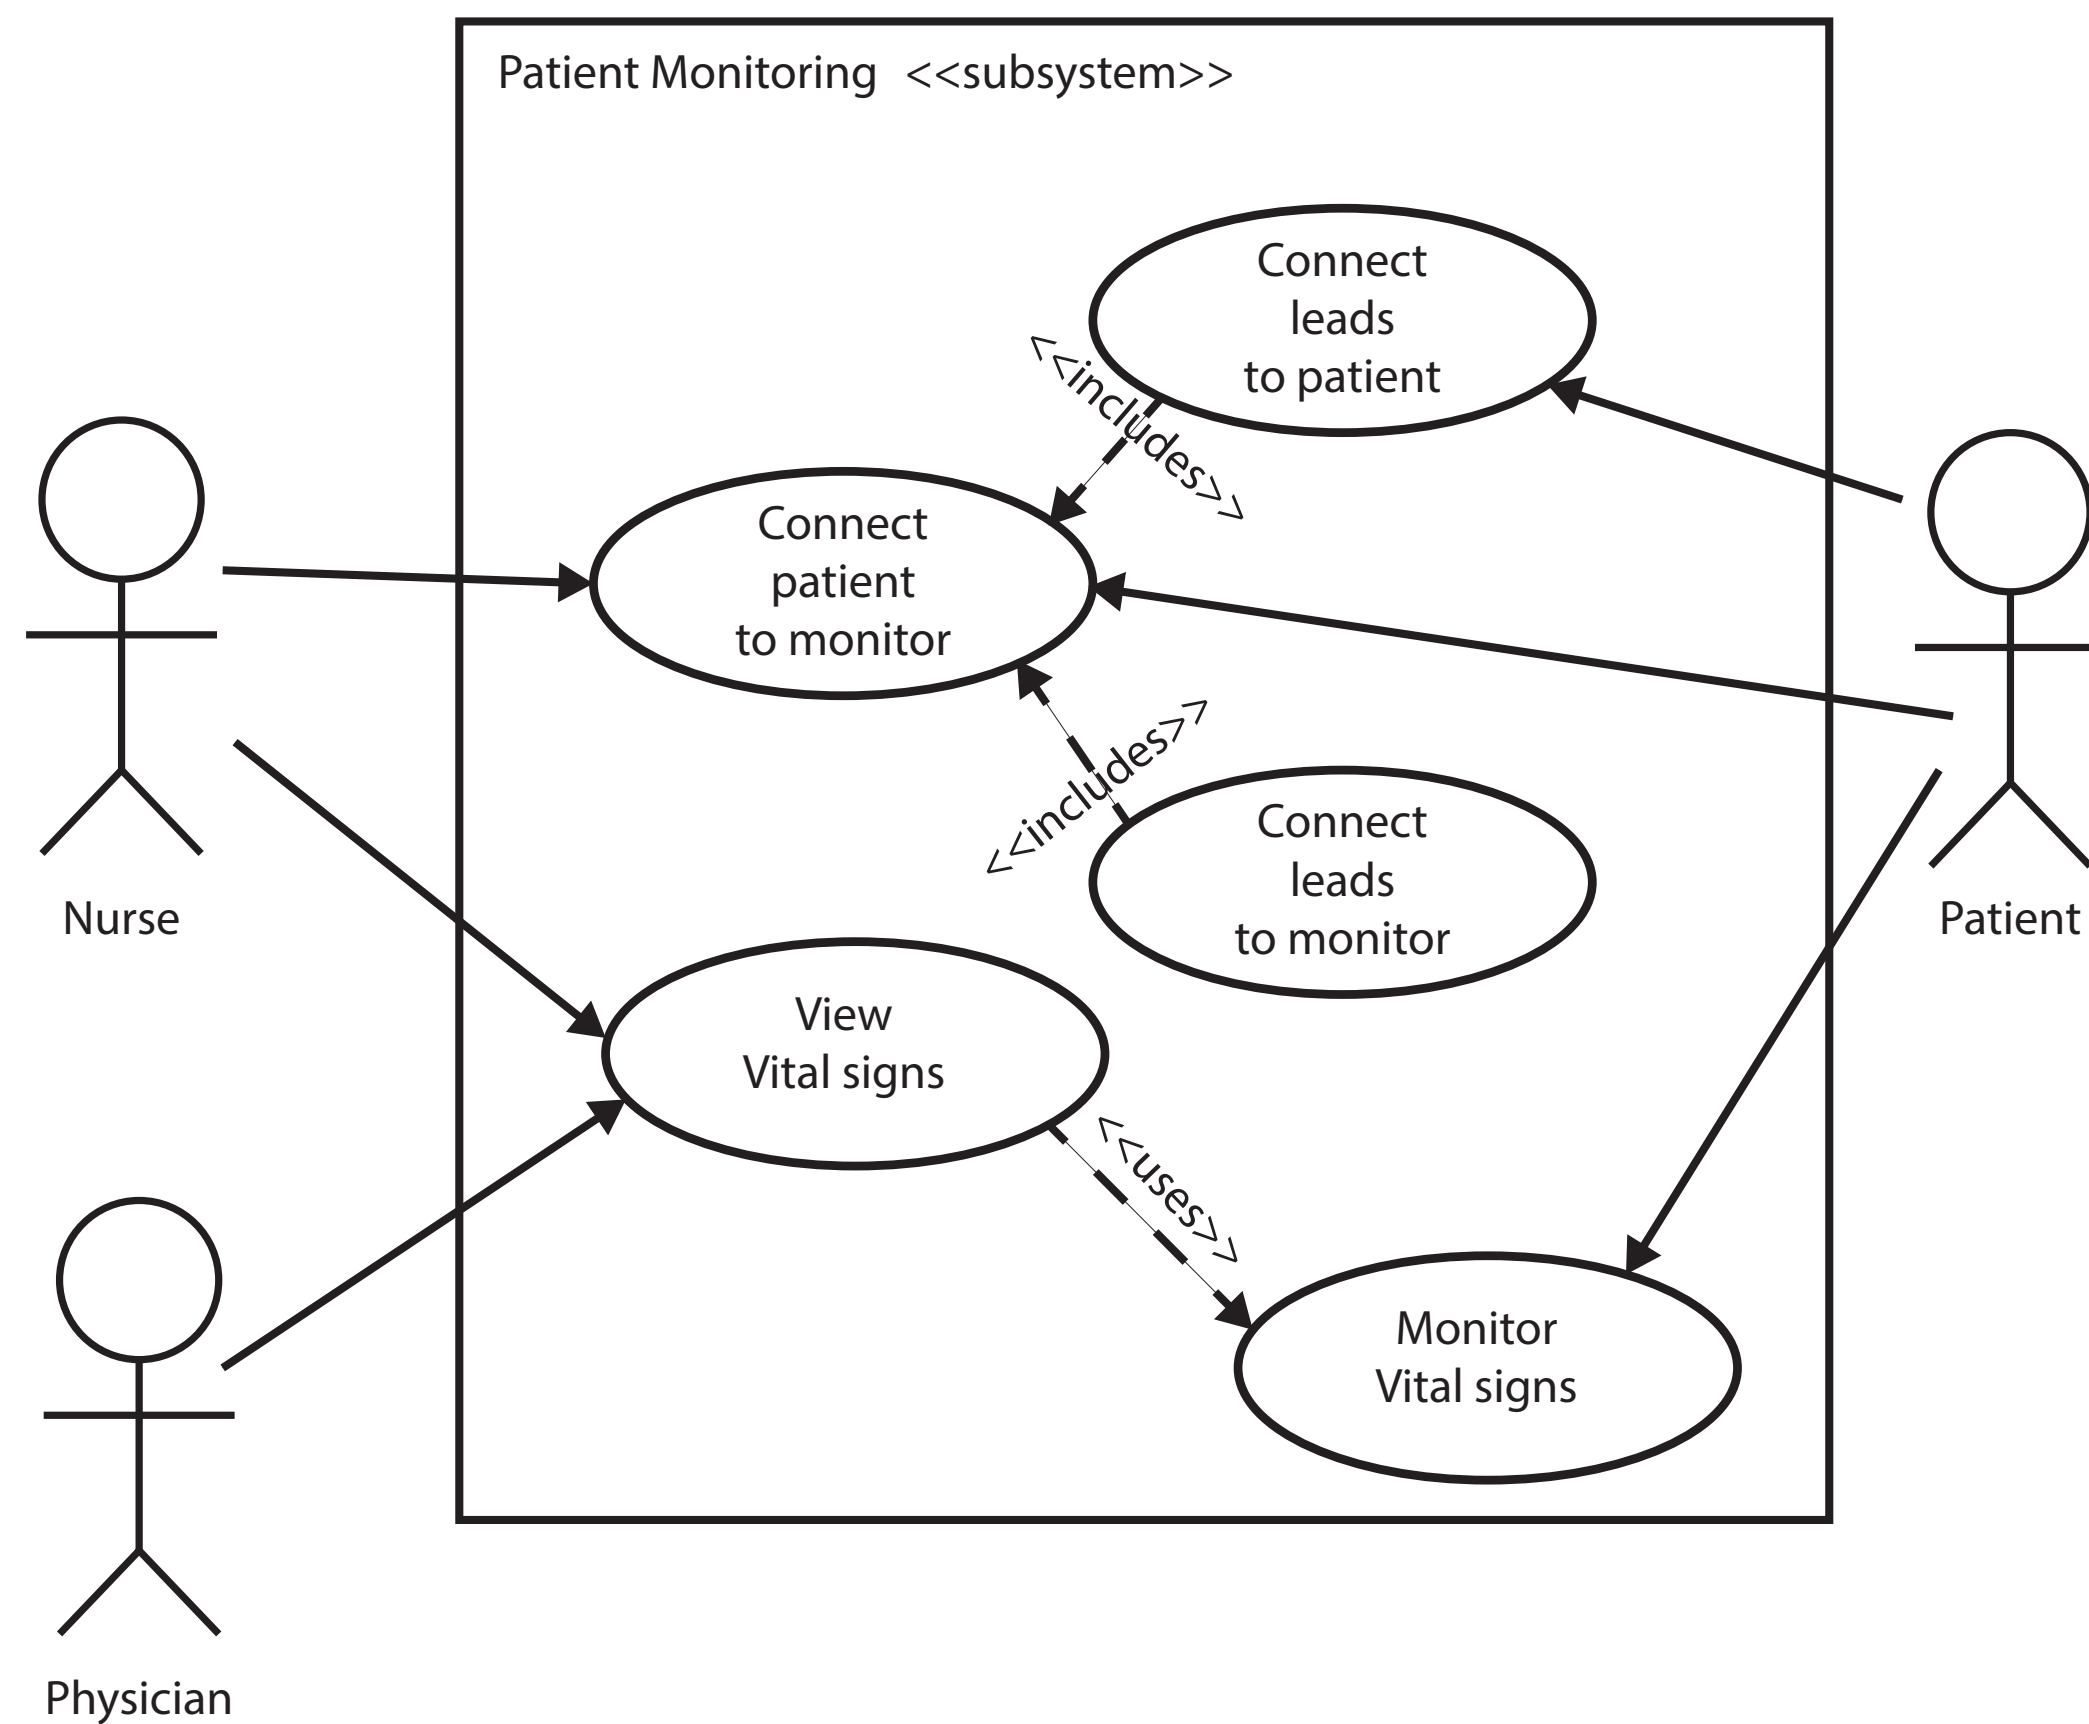 Patient Monitoring <<subsystem>>
Connect
leads
to patient
<<includes>>
Connect
patient
to monitor
<<includes>>
Connect
leads
to monitor
Nurse
Patient
View
Vital signs
<<uses>>
Monitor
Vital signs
Physician